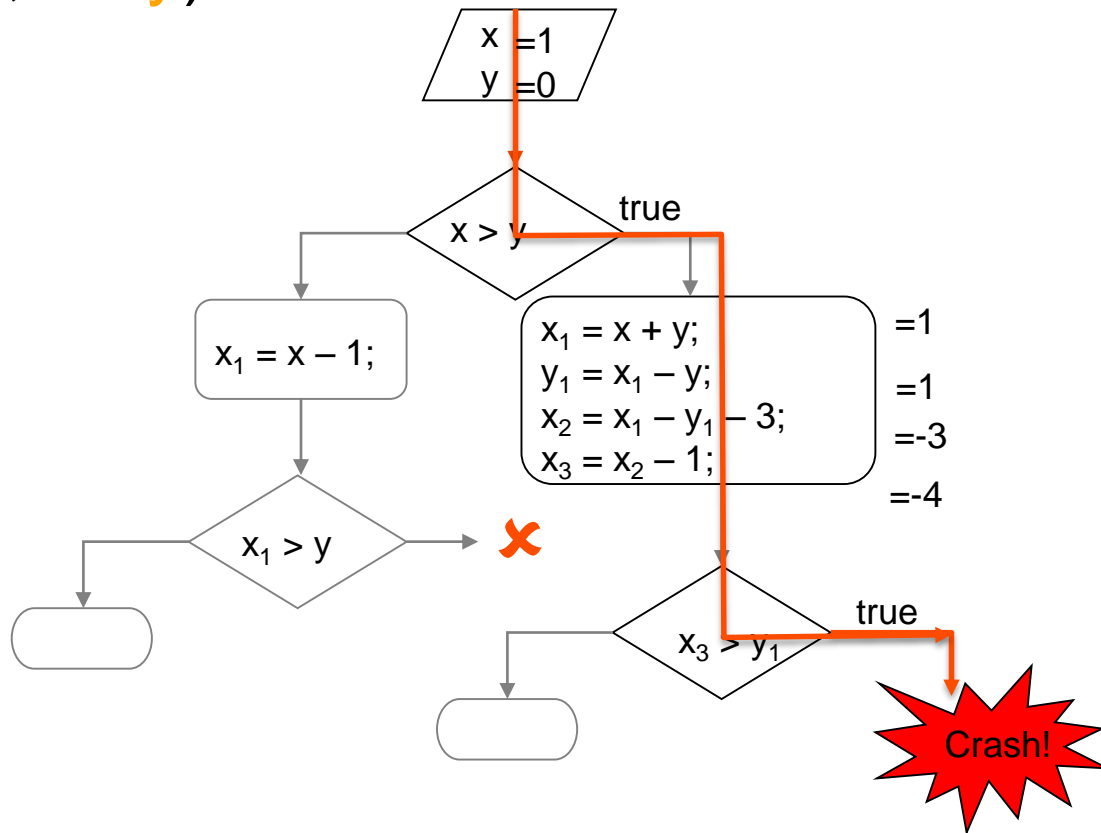 , y )
x =1
y =0
x > y
true
x₁ = x – 1;
x₁ = x + y;
y₁ = x₁ – y;
x₂ = x₁ – y₁ – 3;
x₃ = x₂ – 1;
=1
=1
=-3
=-4
x₁ > y
✘
x₃ > y₁
true
Crash!